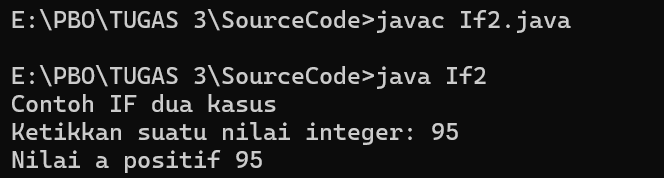 E:\PBO\TUGAS 3\SourceCode>javac If2.java
E:\PBO\TUGAS 3\SourceCode>java If2
Contoh IF dua kasus
Ketikkan suatu nilai integer: 95
Nilai a positif 95